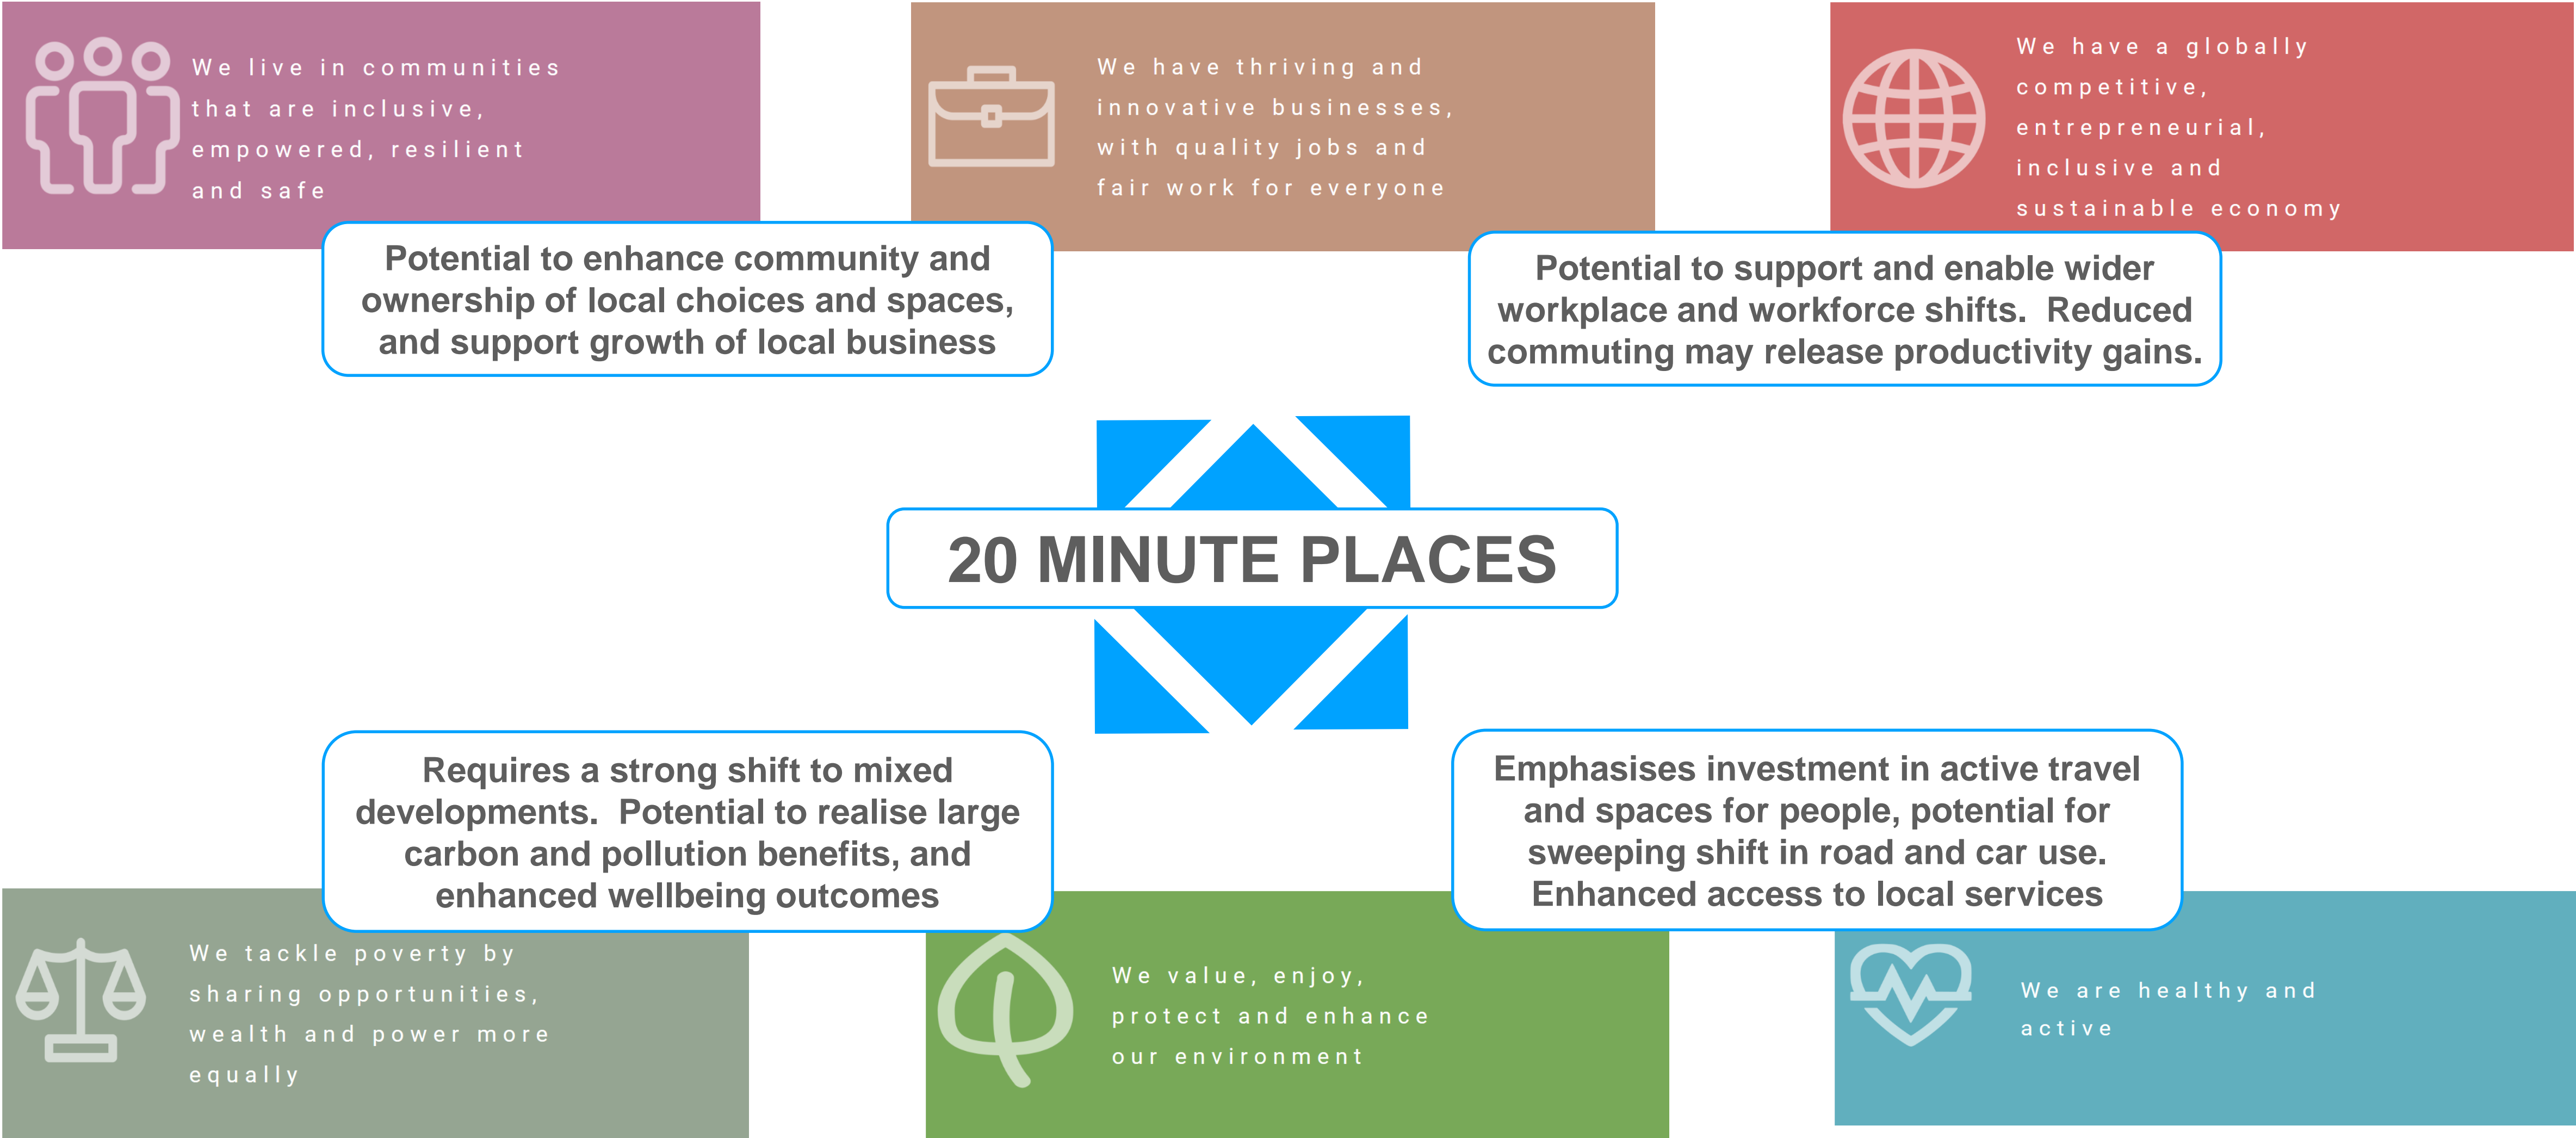 We live in communities
that are inclusive,
empowered, resilient
and safe
We have thriving and
innovative businesses,
with quality jobs and
fair work for everyone
We have a globally
competitive,
entrepreneurial,
inclusive and
sustainable economy
Potential to enhance community and
ownership of local choices and spaces,
and support growth of local business
Potential to support and enable wider
workplace and workforce shifts.  Reduced
commuting may release productivity gains.
20 MINUTE PLACES
Requires a strong shift to mixed
developments.  Potential to realise large
carbon and pollution benefits, and
enhanced wellbeing outcomes
Emphasises investment in active travel
and spaces for people, potential for
sweeping shift in road and car use.
Enhanced access to local services
We tackle poverty by
sharing opportunities,
wealth and power more
equally
We value, enjoy,
protect and enhance
our environment
We are healthy and
active